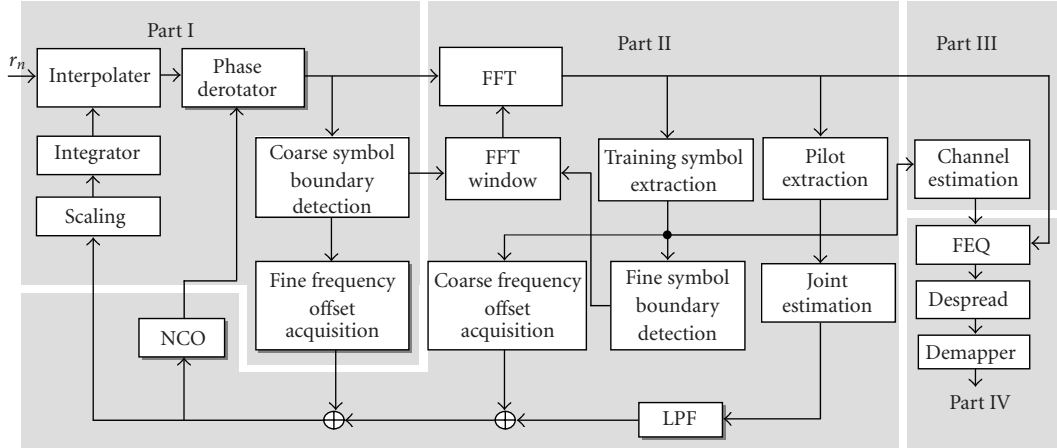 Part I
Part II
Part III
r_n
Interpolater
Phase
derotator
FFT
Integrator
Coarse symbol
boundary
detection
FFT
window
Training symbol
extraction
Pilot
extraction
Channel
estimation
Scaling
FEQ
Fine frequency
offset
acquisition
Coarse frequency
offset
acquisition
Fine symbol
boundary
detection
Joint
estimation
Despread
NCO
Demapper
LPF
Part IV